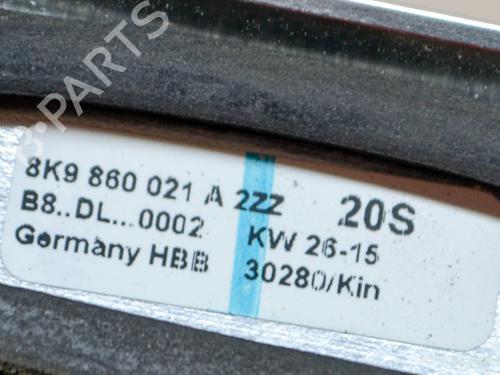 B-PARTS
8K9 860 021 A 2ZZ 20S
B8..DL...0002 KW 26-15
Germany HBB 30280/Kin